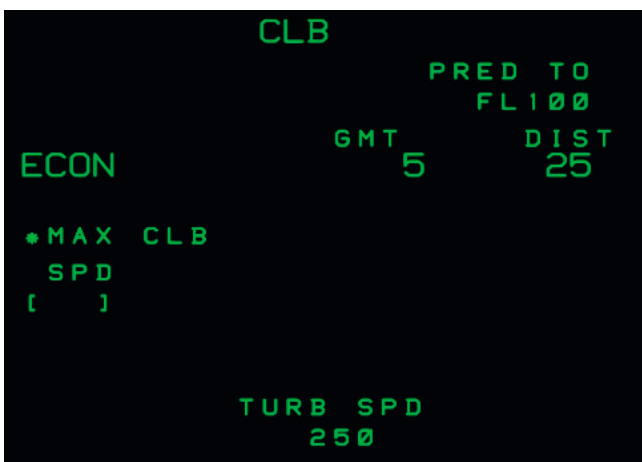 CLB
PRED TO
FL100
GMT DIST
ECON 5 25
*MAX CLB
SPD
[ ]
TURB SPD
250